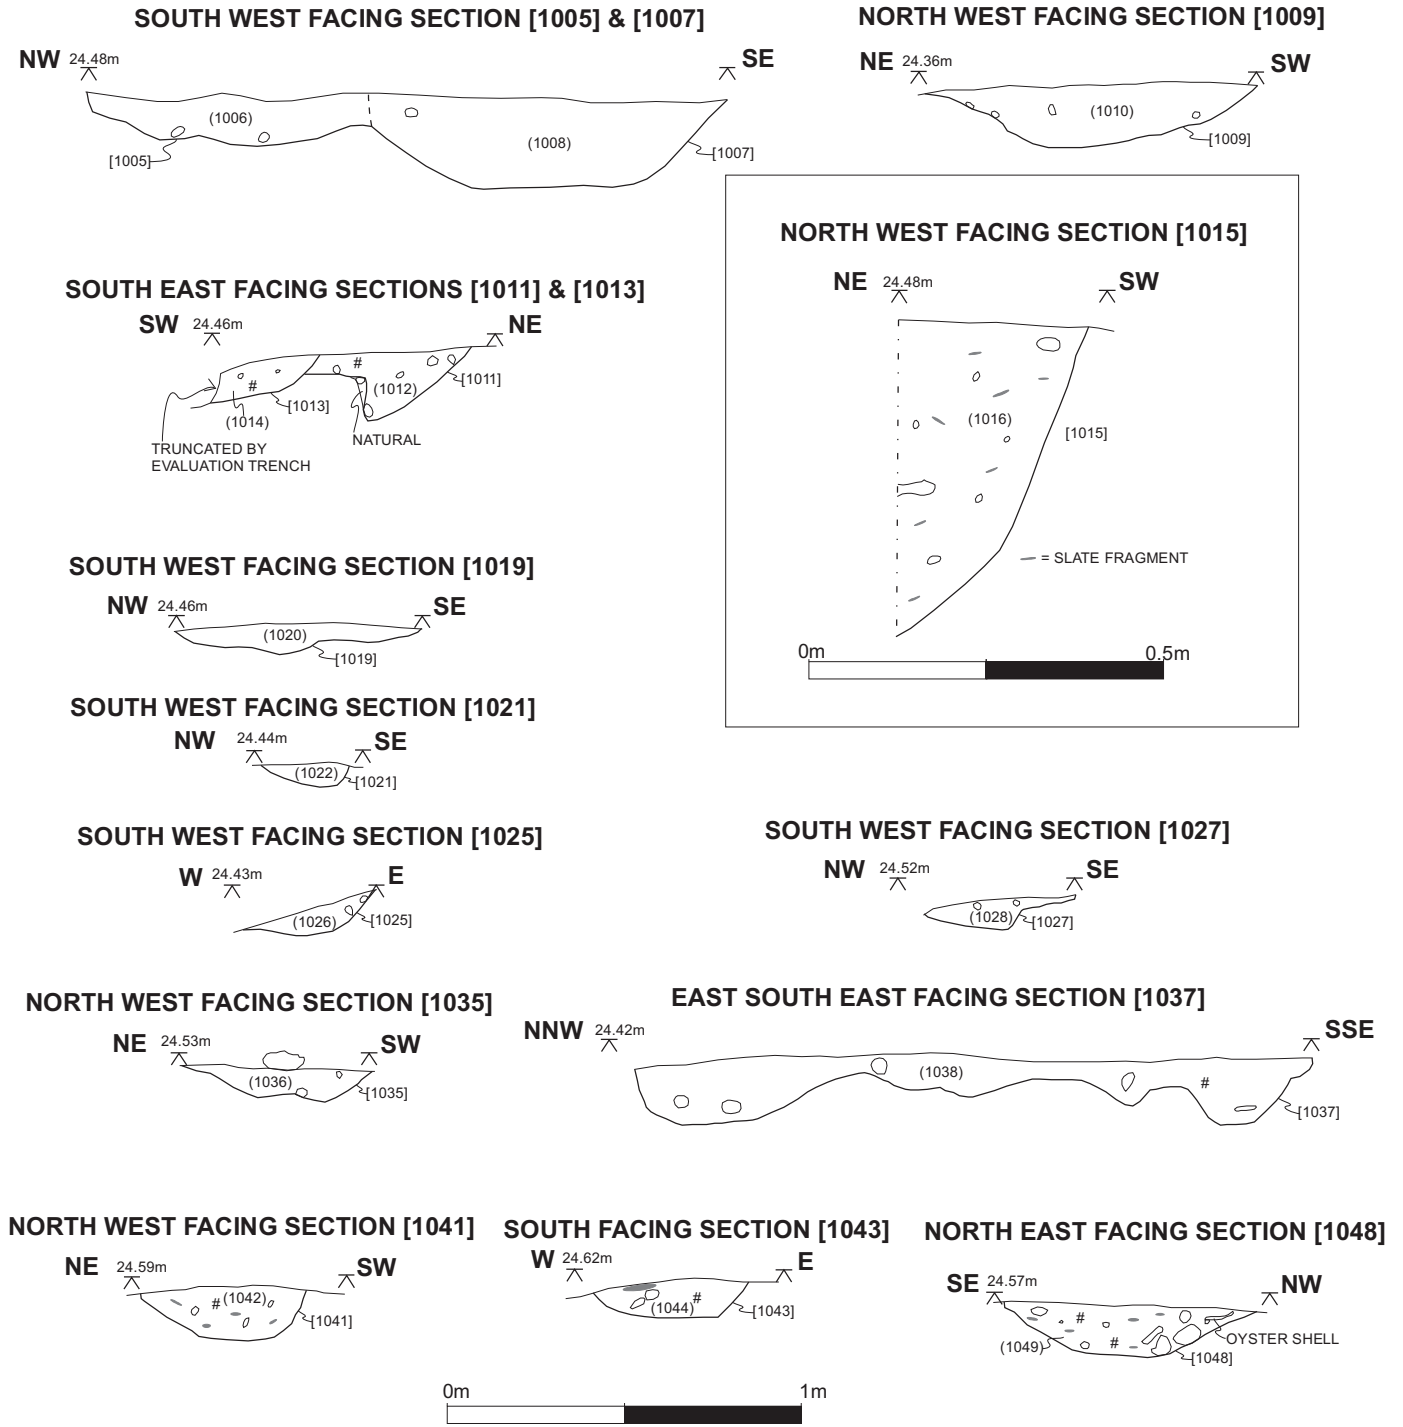 SOUTH WEST FACING SECTION [1005] & [1007]
NW 24.48m SE
(1006)
(1008)
[1005]
[1007]
NORTH WEST FACING SECTION [1009]
NE 24.36m SW
(1010)
[1009]
SOUTH EAST FACING SECTIONS [1011] & [1013]
SW 24.46m NE
#
#
(1012)
[1011]
[1013]
(1014)
NATURAL
TRUNCATED BY
EVALUATION TRENCH
NORTH WEST FACING SECTION [1015]
NE 24.48m SW
(1016)
[1015]
= SLATE FRAGMENT
0m 0.5m
SOUTH WEST FACING SECTION [1019]
NW 24.46m SE
(1020)
[1019]
SOUTH WEST FACING SECTION [1021]
NW 24.44m SE
(1022)
[1021]
SOUTH WEST FACING SECTION [1025]
W 24.43m E
(1026)
[1025]
SOUTH WEST FACING SECTION [1027]
NW 24.52m SE
(1028)
[1027]
NORTH WEST FACING SECTION [1035]
NE 24.53m SW
(1036)
[1035]
EAST SOUTH EAST FACING SECTION [1037]
NNW 24.42m SSE
(1038)
#
[1037]
NORTH WEST FACING SECTION [1041]
NE 24.59m SW
# (1042)
[1041]
SOUTH FACING SECTION [1043]
W 24.62m E
(1044) #
[1043]
NORTH EAST FACING SECTION [1048]
SE 24.57m NW
#
#
OYSTER SHELL
(1049)
[1048]
0m 1m